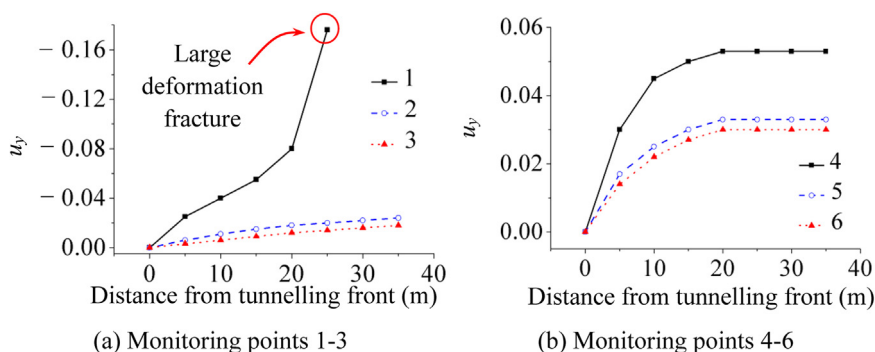 Large
deformation
fracture
1
2
3
u_y
− 0.16
− 0.12
− 0.08
− 0.04
0.00
0 10 20 30 40
Distance from tunnelling front (m)
(a) Monitoring points 1-3
u_y
0.06
0.04
0.02
0.00
4
5
6
0 10 20 30 40
Distance from tunnelling front (m)
(b) Monitoring points 4-6